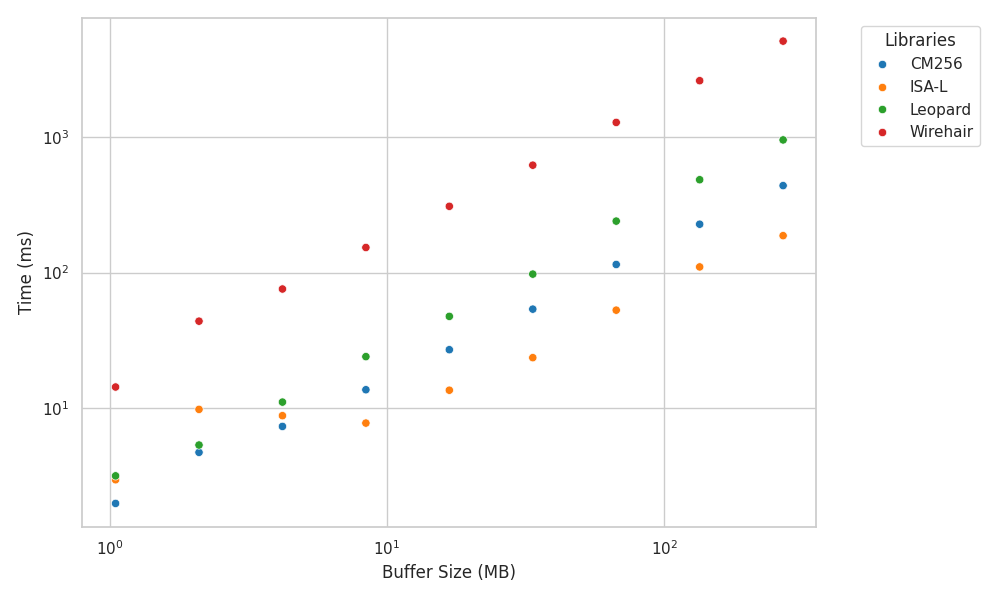 Libraries
CM256
ISA-L
Leopard
Wirehair
Time (ms)
10³
10²
10¹
10⁰ 10¹ 10²
Buffer Size (MB)